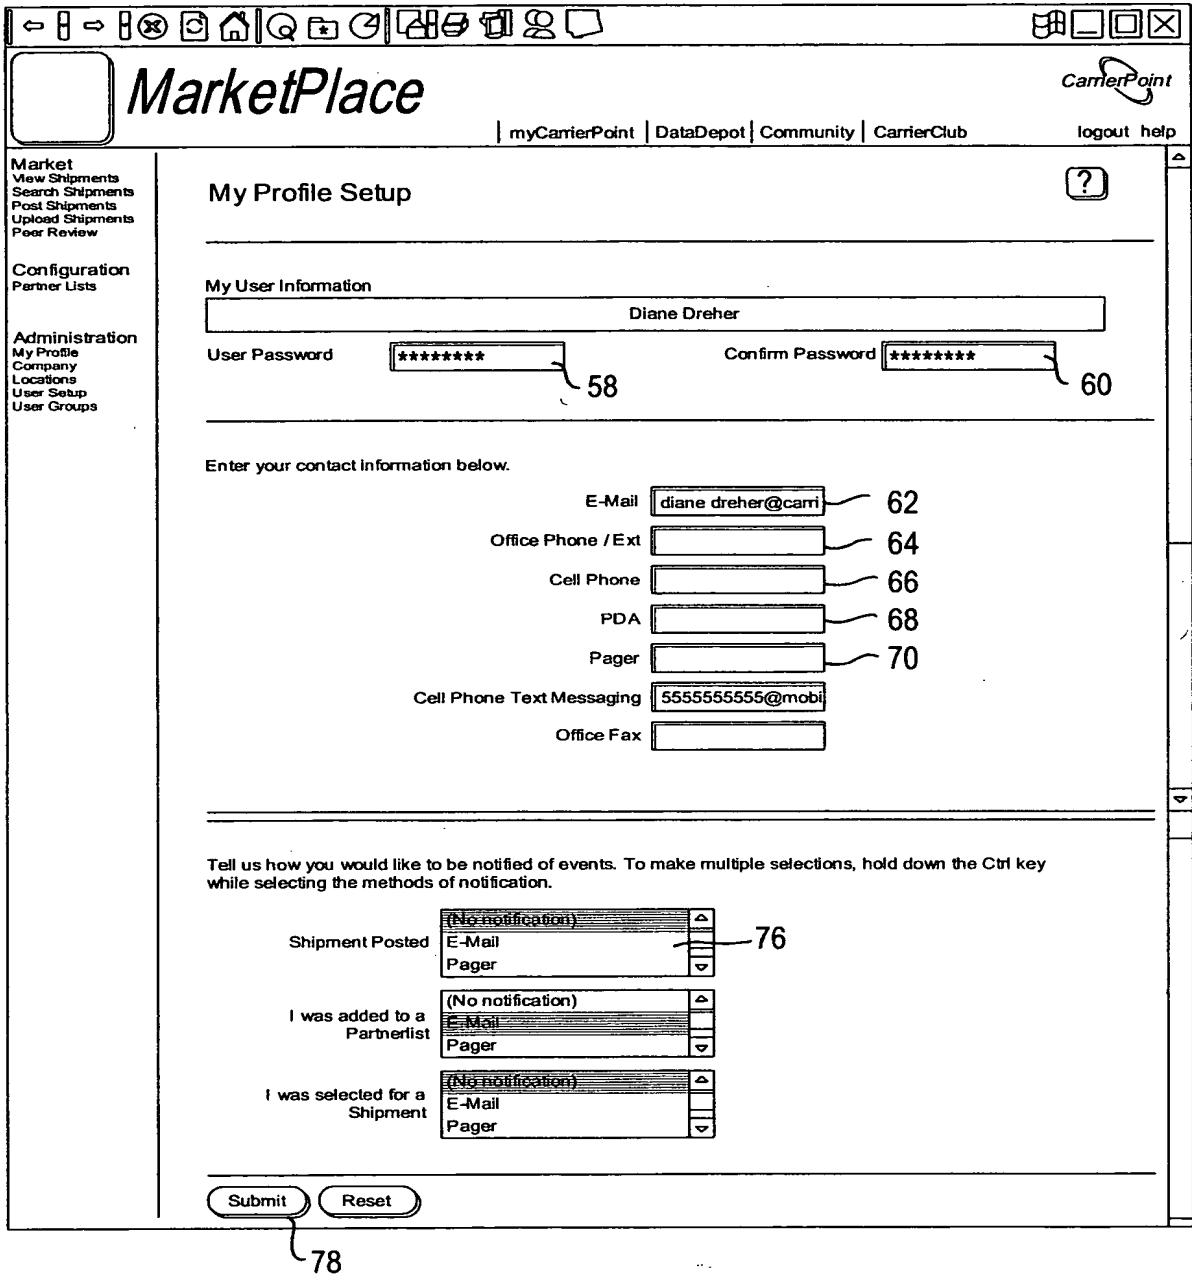 MarketPlace
CarrierPoint
myCarrierPoint | DataDepot | Community | CarrierClub
logout help
Market
View Shipments
Search Shipments
Post Shipments
Upload Shipments
Peer Review
Configuration
Partner Lists
Administration
My Profile
Company
Locations
User Setup
User Groups
My Profile Setup
?
My User Information
Diane Dreher
User Password ******** 58
Confirm Password ******** 60
Enter your contact information below.
E-Mail diane dreher@carri 62
Office Phone / Ext 64
Cell Phone 66
PDA 68
Pager 70
Cell Phone Text Messaging 5555555555@mobi
Office Fax
Tell us how you would like to be notified of events. To make multiple selections, hold down the Ctrl key
while selecting the methods of notification.
Shipment Posted
(No notification)
E-Mail
Pager
76
I was added to a
Partnerlist
(No notification)
E-Mail
Pager
I was selected for a
Shipment
(No notification)
E-Mail
Pager
Submit Reset
78